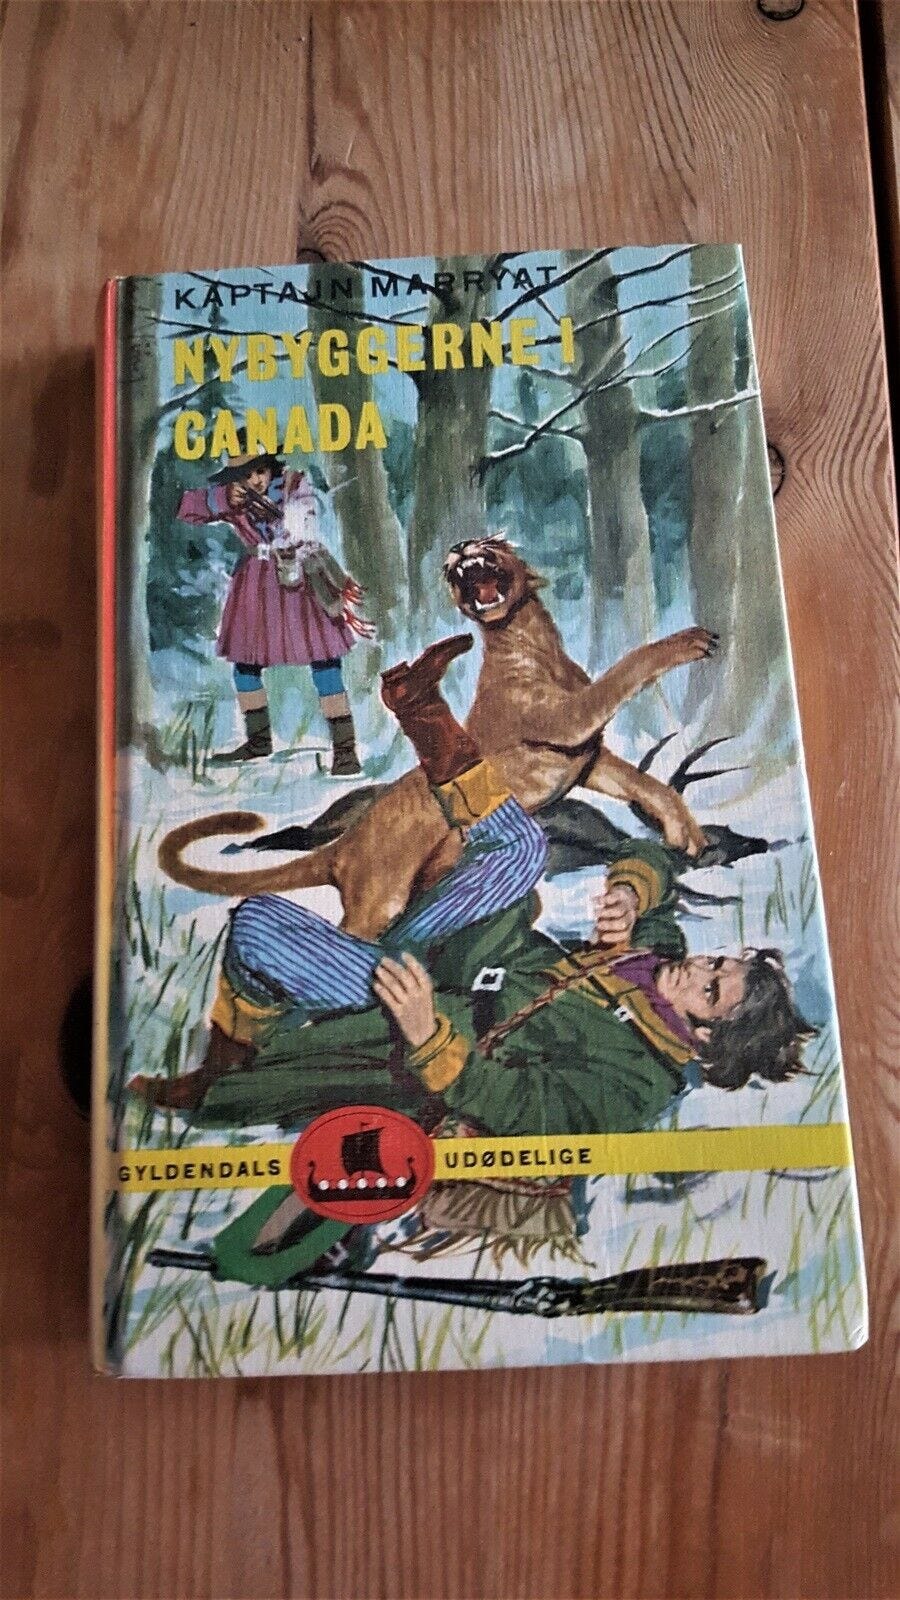 KAPTAJN MARRYAT
NYBYGGERNE I
CANADA
GYLDENDALS UDØDELIGE